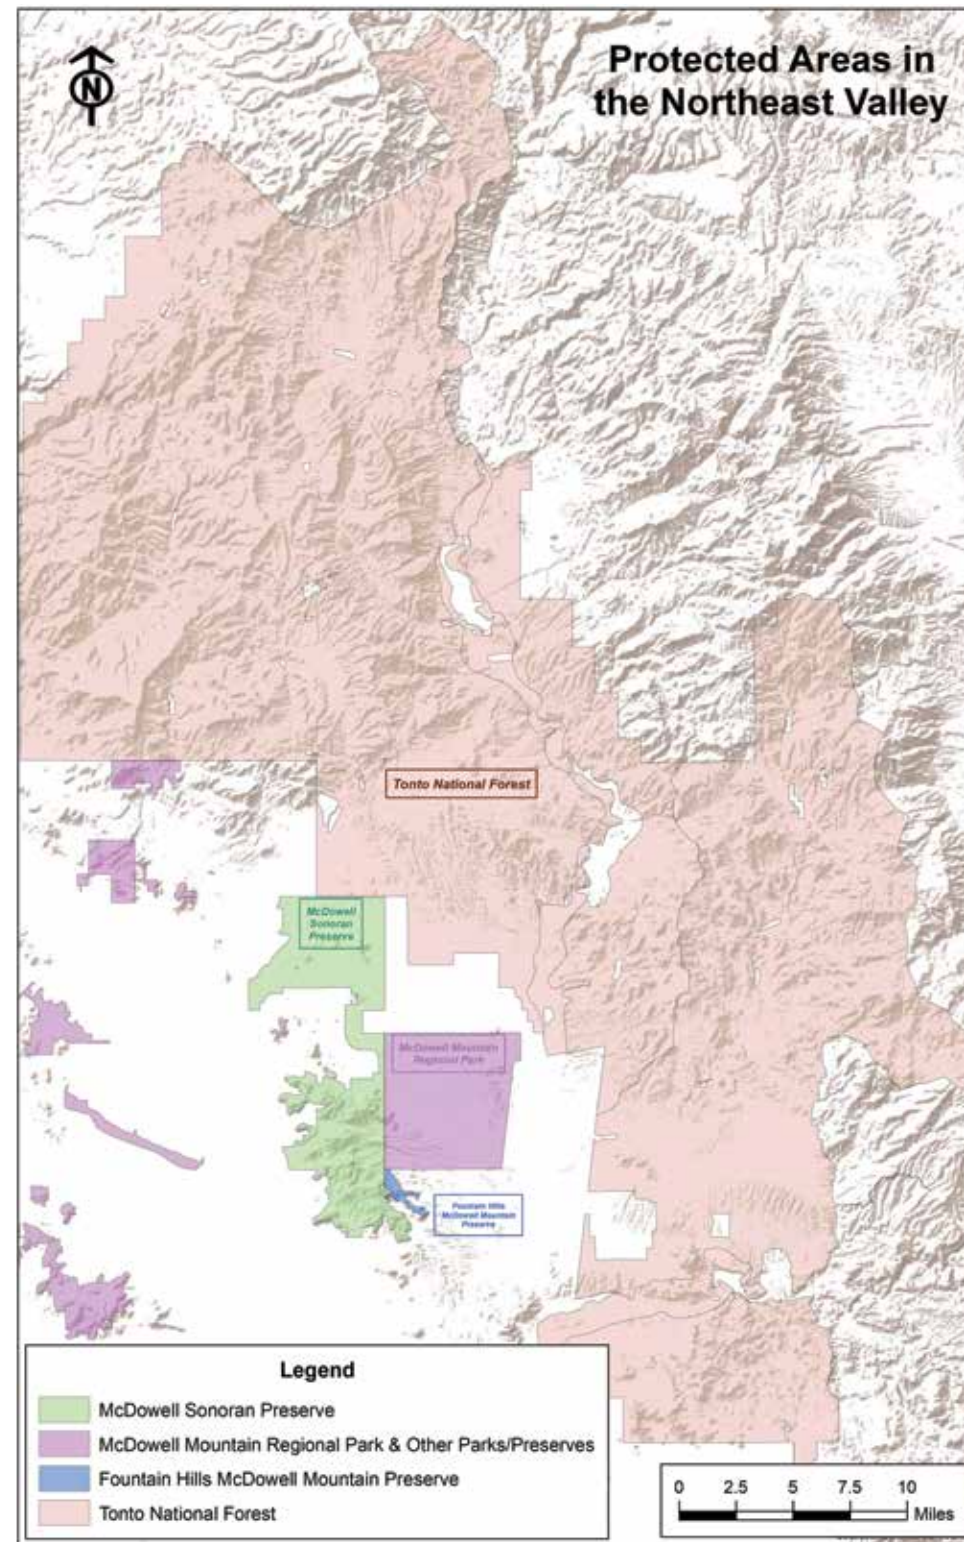 N
Protected Areas in
the Northeast Valley
Tonto National Forest
McDowell
Sonoran
Preserve
McDowell Mountain
Regional Park
Fountain Hills
McDowell Mountain
Preserve
Legend
McDowell Sonoran Preserve
McDowell Mountain Regional Park & Other Parks/Preserves
Fountain Hills McDowell Mountain Preserve
Tonto National Forest
0 2.5 5 7.5 10
Miles